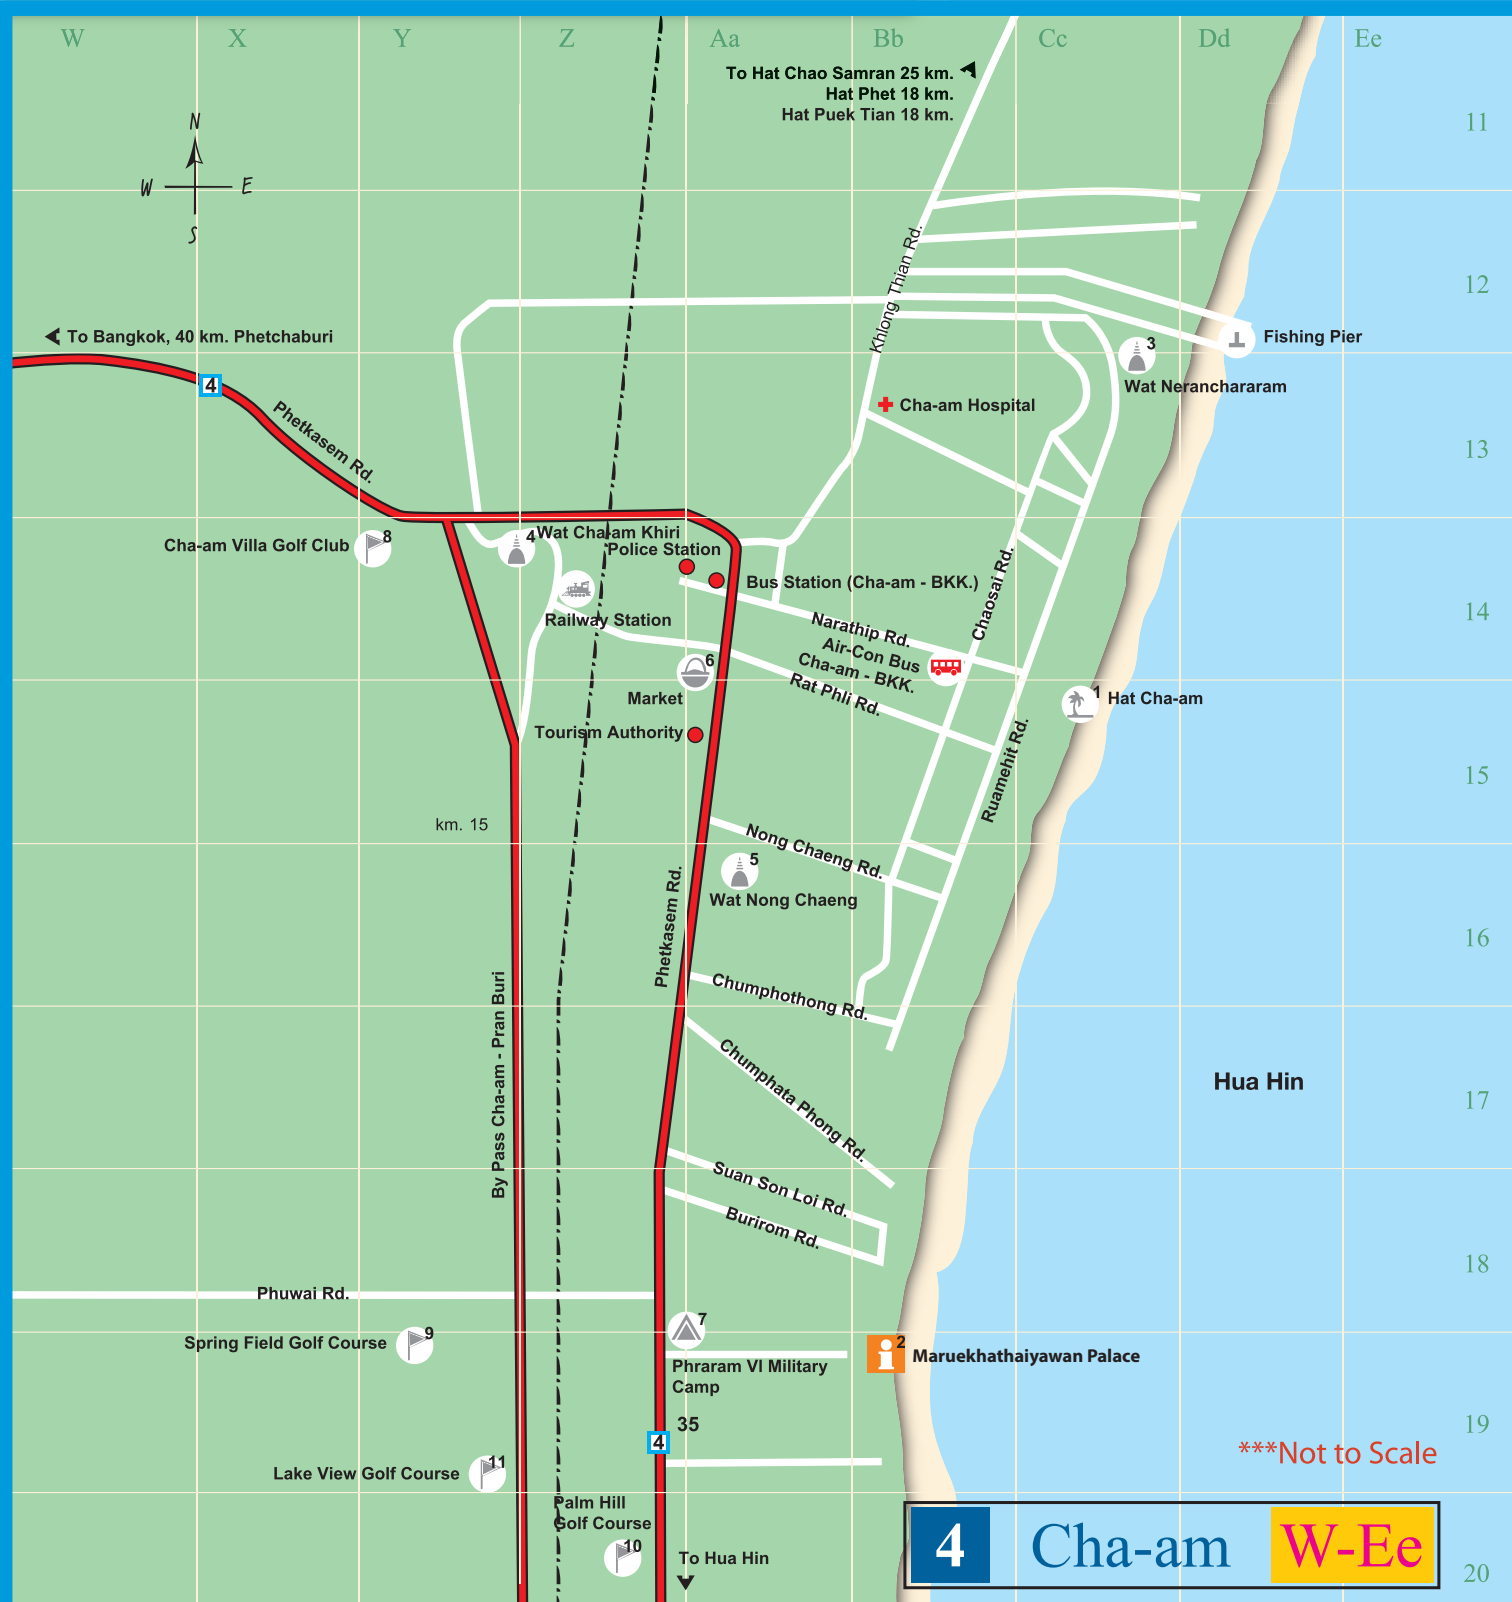 W X Y Z Aa Bb Cc Dd Ee
To Hat Chao Samran 25 km.
Hat Phet 18 km.
Hat Puek Tian 18 km.
11
N
W E
S
Khlong Thian Rd.
12
To Bangkok, 40 km. Phetchaburi
Fishing Pier
3
Wat Neranchararam
4
Phetkasem Rd.
Cha-am Hospital
13
8
Cha-am Villa Golf Club
4
Wat Cha-am Khiri
Police Station
Bus Station (Cha-am - BKK.)
Chaosai Rd.
14
Railway Station
Narathip Rd.
Air-Con Bus
Cha-am - BKK.
6
Market
Rat Phli Rd.
1
Hat Cha-am
Tourism Authority
Ruamehit Rd.
15
km. 15
Nong Chaeng Rd.
5
Wat Nong Chaeng
Phetkasem Rd.
16
Chumphothong Rd.
By Pass Cha-am - Pran Buri
Chumphata Phong Rd.
Hua Hin
17
Suan Son Loi Rd.
Burirom Rd.
18
Phuwai Rd.
7
9
Spring Field Golf Course
2
Maruekhathaiyawan Palace
Phraram VI Military
Camp
35
4
19
***Not to Scale
11
Lake View Golf Course
Palm Hill
Golf Course
10
To Hua Hin
4 Cha-am W-Ee
20